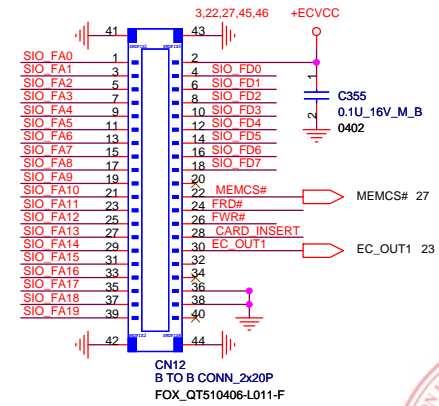 3,22,27,45,46 +ECVCC
41 43
SIO_FA0 1 2
SIO_FA1 3 4 SIO_FD0
SIO_FA2 5 6 SIO_FD1
SIO_FA3 7 8 SIO_FD2
SIO_FA4 9 10 SIO_FD3
SIO_FA5 11 12 SIO_FD4
SIO_FA6 13 14 SIO_FD5
SIO_FA7 15 16 SIO_FD6
SIO_FA8 17 18 SIO_FD7
SIO_FA9 19 20
SIO_FA10 21 22 MEMCS#
SIO_FA11 23 24 FRD#
SIO_FA12 25 26 FWR#
SIO_FA13 27 28 CARD_INSERT
SIO_FA14 29 30 EC_OUT1
SIO_FA15 31 32
SIO_FA16 33 34
SIO_FA17 35 36
SIO_FA18 37 38
SIO_FA19 39 40
42 44
1
C355
0.1U_16V_M_B
2
0402
MEMCS# 27
EC_OUT1 23
CN12
B TO B CONN_2x20P
FOX_QT510406-L011-F